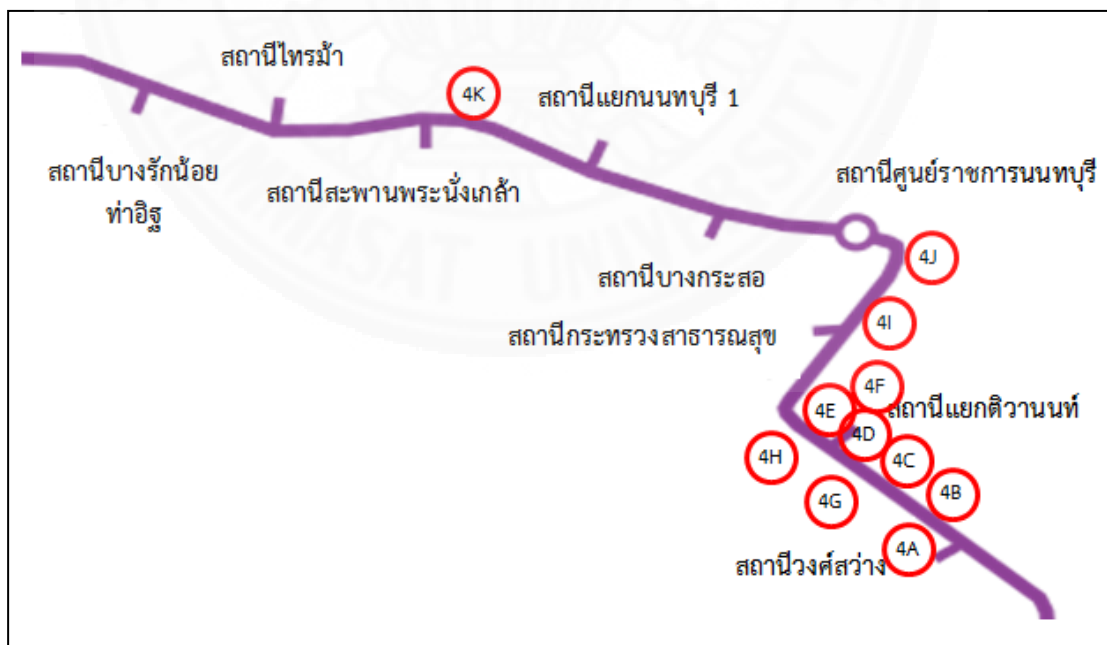 สถานีไทรม้า
4K
สถานีแยกนนทบุรี 1
สถานีบางรักน้อย
ท่าอิฐ
สถานีสะพานพระนั่งเกล้า
สถานีศูนย์ราชการนนทบุรี
4J
สถานีบางกระสอ
สถานีกระทรวงสาธารณสุข
4I
4F
4E
สถานีแยกติวานนท์
4D
4H
4C
4G
4B
4A
สถานีวงศ์สว่าง
THAMMASAT UNIVERSITY